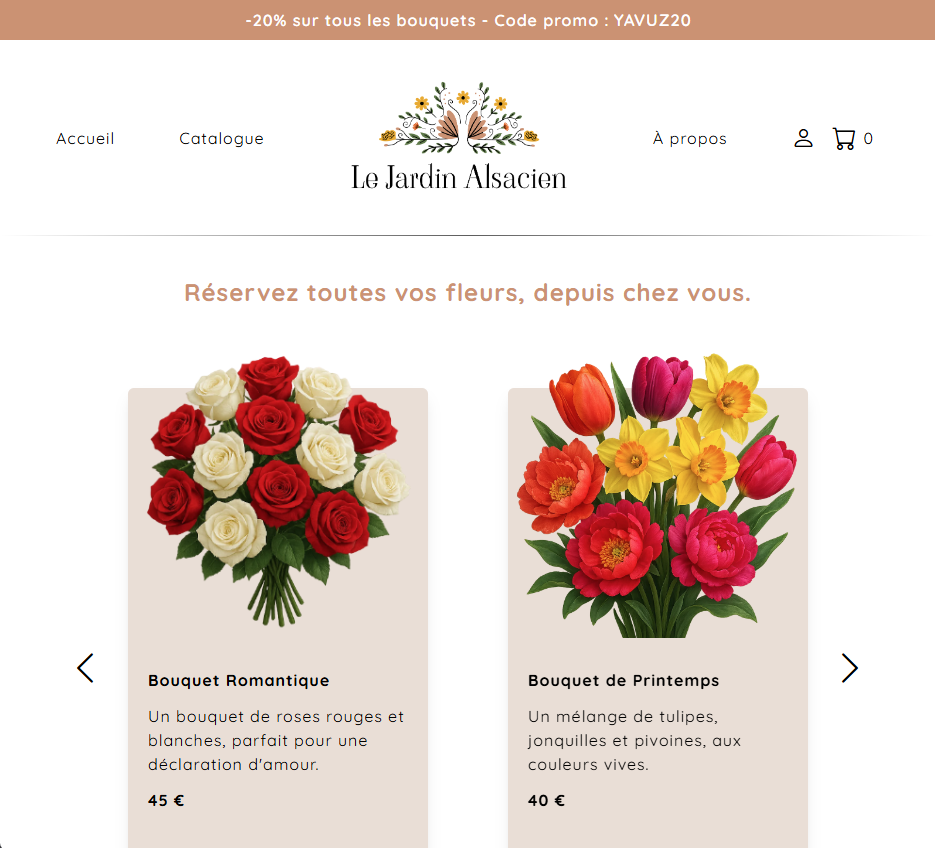 -20% sur tous les bouquets - Code promo : YAVUZ20
Accueil
Catalogue
Le Jardin Alsacien
À propos
0
Réservez toutes vos fleurs, depuis chez vous.
Bouquet Romantique
Un bouquet de roses rouges et
blanches, parfait pour une
déclaration d'amour.
45 €
Bouquet de Printemps
Un mélange de tulipes,
jonquilles et pivoines, aux
couleurs vives.
40 €